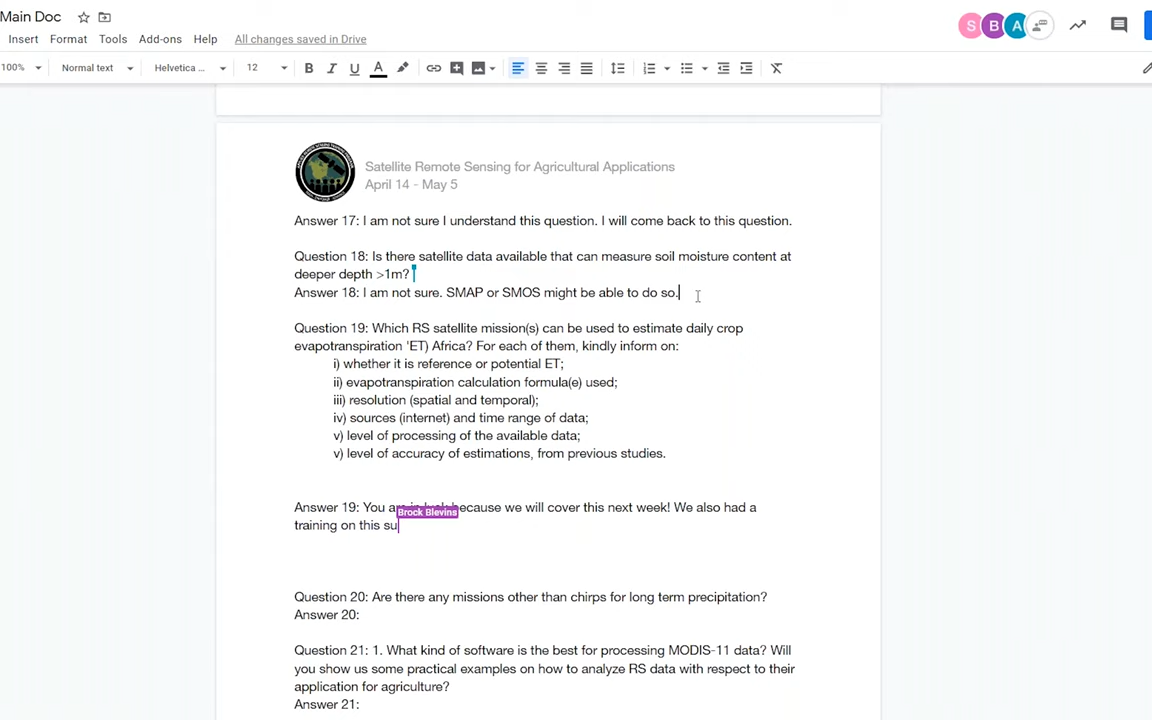 Main Doc
Insert Format Tools Add-ons Help All changes saved in Drive
S B A
100% Normal text Helvetica ... 12 B I U A
Satellite Remote Sensing for Agricultural Applications
April 14 - May 5
Answer 17: I am not sure I understand this question. I will come back to this question.
Question 18: Is there satellite data available that can measure soil moisture content at
deeper depth >1m?
Answer 18: I am not sure. SMAP or SMOS might be able to do so.
Question 19: Which RS satellite mission(s) can be used to estimate daily crop
evapotranspiration 'ET) Africa? For each of them, kindly inform on:
i) whether it is reference or potential ET;
ii) evapotranspiration calculation formula(e) used;
iii) resolution (spatial and temporal);
iv) sources (internet) and time range of data;
v) level of processing of the available data;
v) level of accuracy of estimations, from previous studies.
Answer 19: You are because we will cover this next week! We also had a
Brock Blevins
training on this su
Question 20: Are there any missions other than chirps for long term precipitation?
Answer 20:
Question 21: 1. What kind of software is the best for processing MODIS-11 data? Will
you show us some practical examples on how to analyze RS data with respect to their
application for agriculture?
Answer 21: